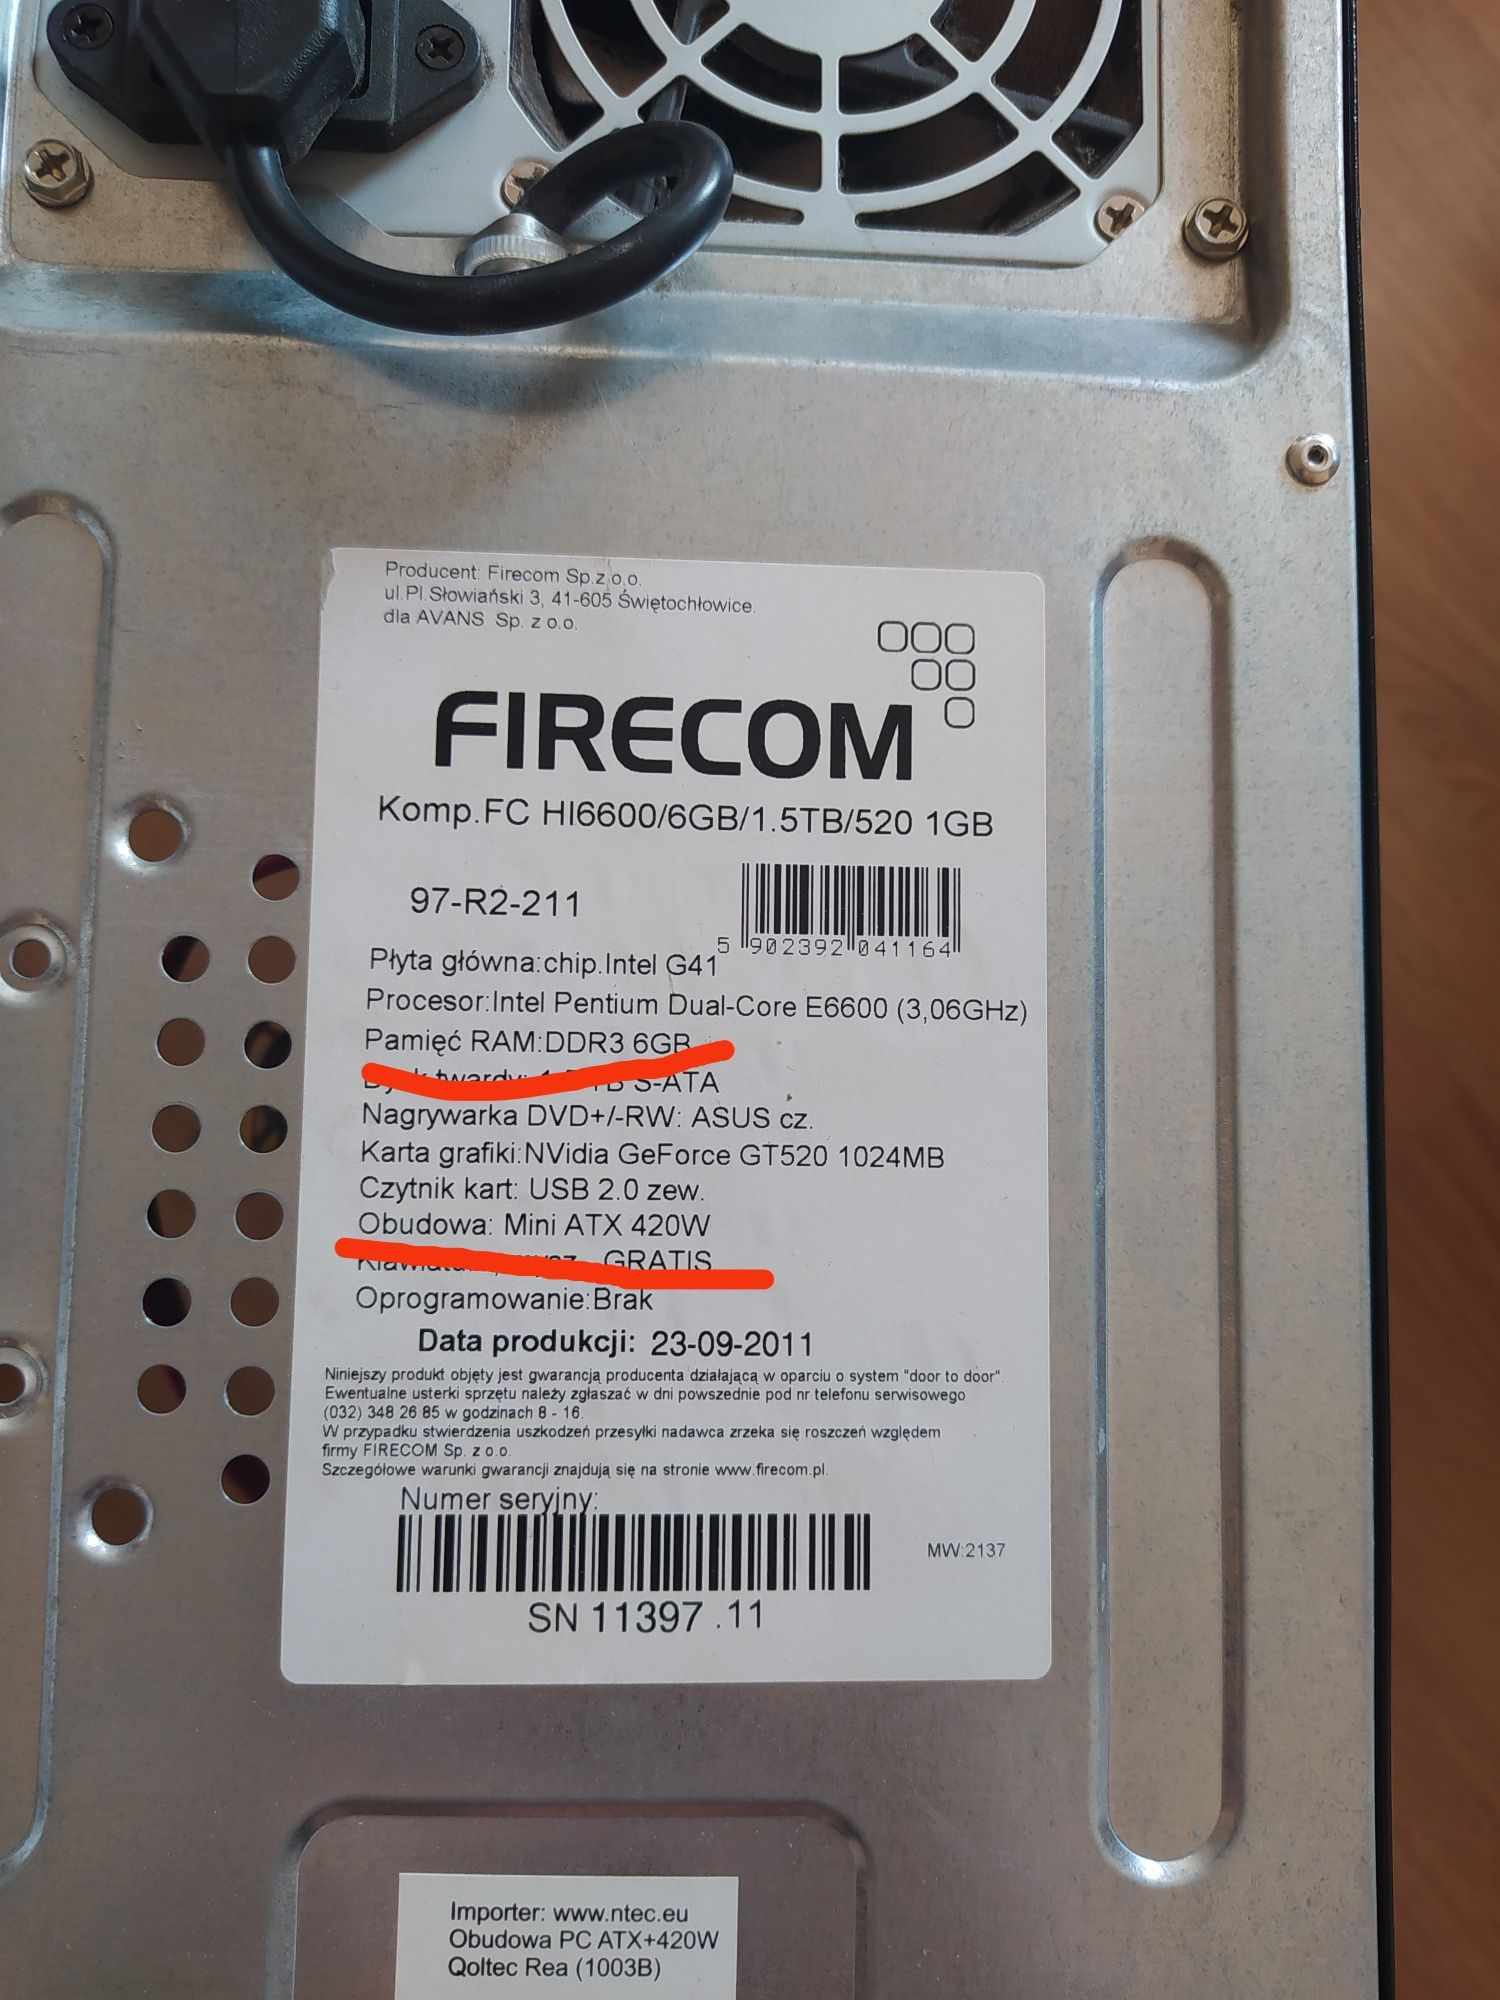 Producent: Firecom Sp.z o.o.
ul.Pl.Słowiański 3, 41-605 Świętochłowice.
dla AVANS Sp. z o.o.
FIRECOM
Komp.FC HI6600/6GB/1.5TB/520 1GB
97-R2-211
5 902392 041164
Płyta główna:chip.Intel G41
Procesor:Intel Pentium Dual-Core E6600 (3,06GHz)
Pamięć RAM:DDR3 6GB
Dysk twardy: 1.5TB S-ATA
Nagrywarka DVD+/-RW: ASUS cz.
Karta grafiki:NVidia GeForce GT520 1024MB
Czytnik kart: USB 2.0 zew.
Obudowa: Mini ATX 420W
Klawiatura, mysz - GRATIS
Oprogramowanie:Brak
Data produkcji: 23-09-2011
Niniejszy produkt objęty jest gwarancją producenta działającą w oparciu o system "door to door".
Ewentualne usterki sprzętu należy zgłaszać w dni powszednie pod nr telefonu serwisowego
(032) 348 26 85 w godzinach 8 - 16.
W przypadku stwierdzenia uszkodzeń przesyłki nadawca zrzeka się roszczeń względem
firmy FIRECOM Sp. z o.o.
Szczegółowe warunki gwarancji znajdują się na stronie www.firecom.pl.
Numer seryjny:
MW:2137
SN 11397 .11
Importer: www.ntec.eu
Obudowa PC ATX+420W
Qoltec Rea (1003B)